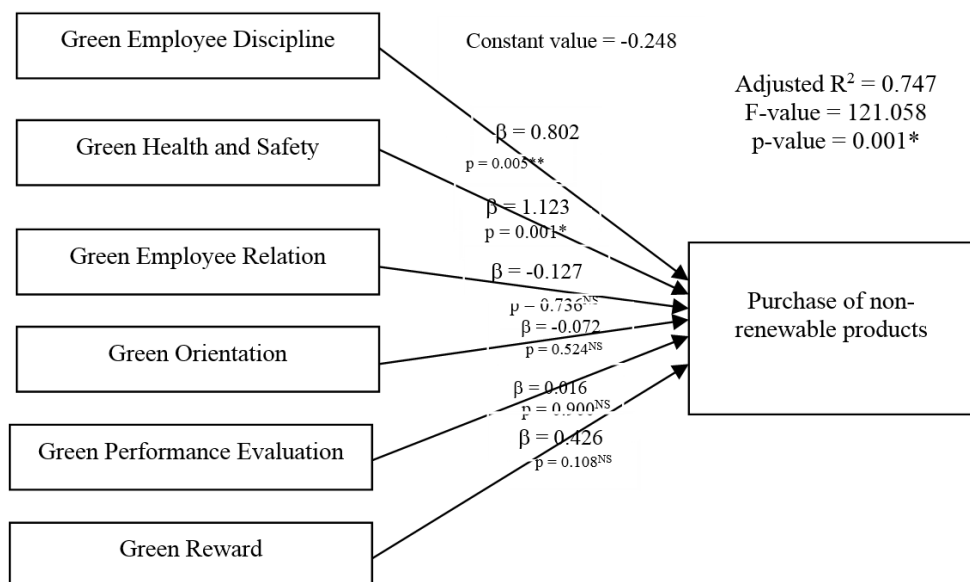 Green Employee Discipline
Constant value = -0.248
Adjusted R² = 0.747
F-value = 121.058
p-value = 0.001*
β = 0.802
p = 0.005**
Green Health and Safety
β = 1.123
p = 0.001*
Green Employee Relation
β = -0.127
p = 0.736ᴺˢ
Purchase of non-
renewable products
β = -0.072
p = 0.524ᴺˢ
Green Orientation
β = 0.016
p = 0.900ᴺˢ
Green Performance Evaluation
β = 0.426
p = 0.108ᴺˢ
Green Reward